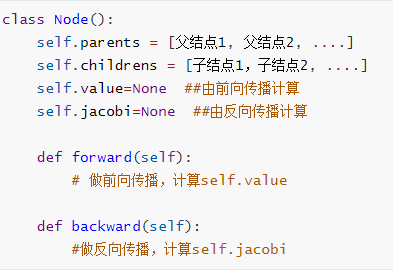 class Node():
    self.parents = [父结点1, 父结点2, ....]
    self.childrens = [子结点1，子结点2, ....]
    self.value=None  ##由前向传播计算
    self.jacobi=None  ##由反向传播计算
    def forward(self):
        # 做前向传播，计算self.value
    def backward(self):
        #做反向传播，计算self.jacobi